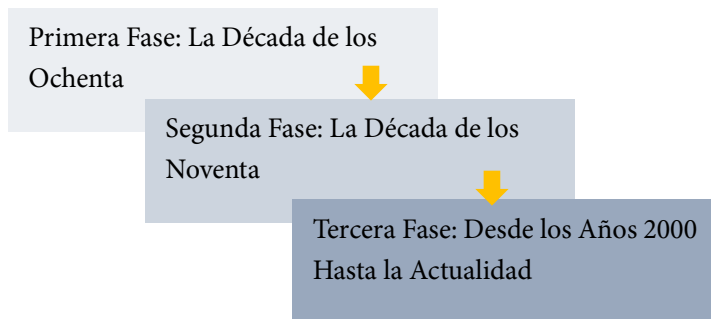 Primera Fase: La Década de los
Ochenta
Segunda Fase: La Década de los
Noventa
Tercera Fase: Desde los Años 2000
Hasta la Actualidad